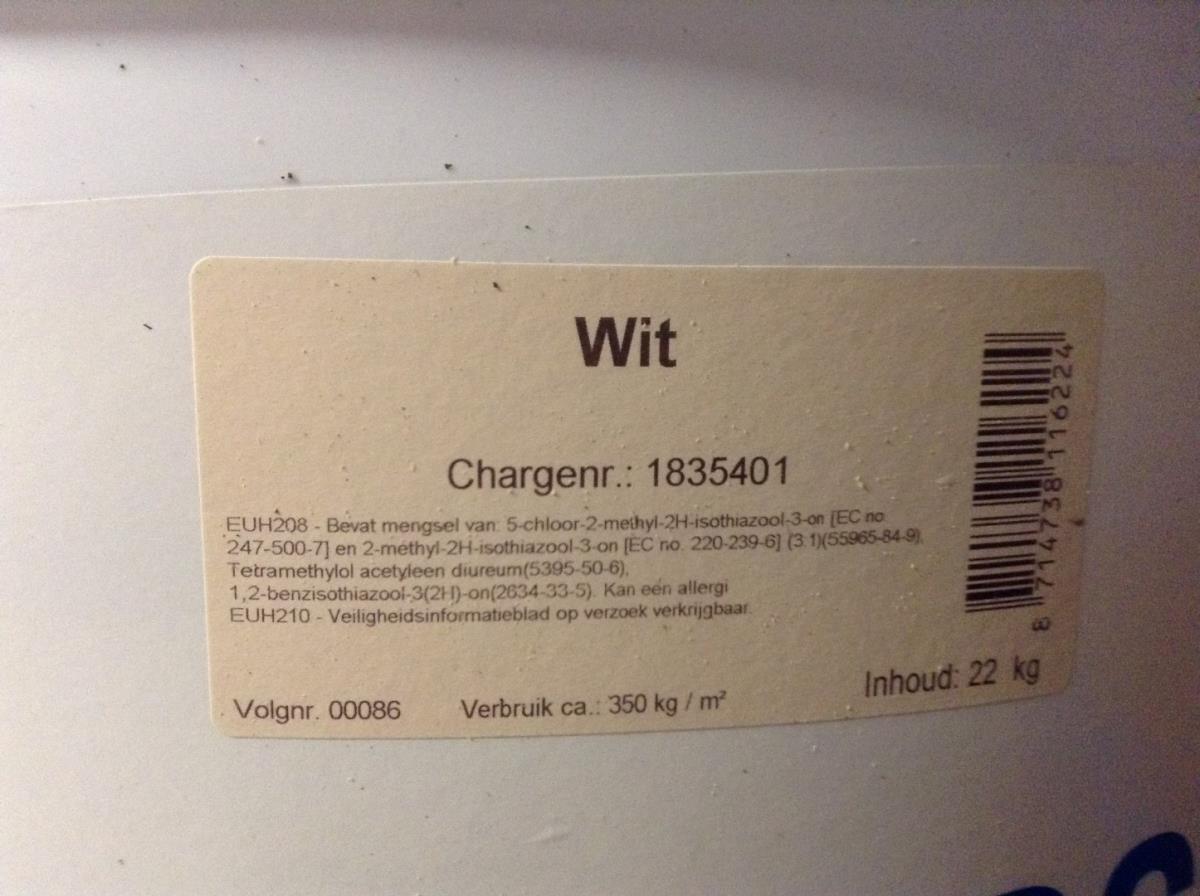 Wit
Chargenr.: 1835401
EUH208 - Bevat mengsel van: 5-chloor-2-methyl-2H-isothiazool-3-on [EC no
247-500-7] en 2-methyl-2H-isothiazool-3-on [EC no. 220-239-6] (3:1)(55965-84-9),
Tetramethylol acetyleen diureum(5395-50-6),
1,2-benzisothiazool-3(2H)-on(2634-33-5). Kan een allergi
EUH210 - Veiligheidsinformatieblad op verzoek verkrijgbaar.
Volgnr. 00086
Verbruik ca.: 350 kg / m²
Inhoud: 22 kg
8 714738 116224